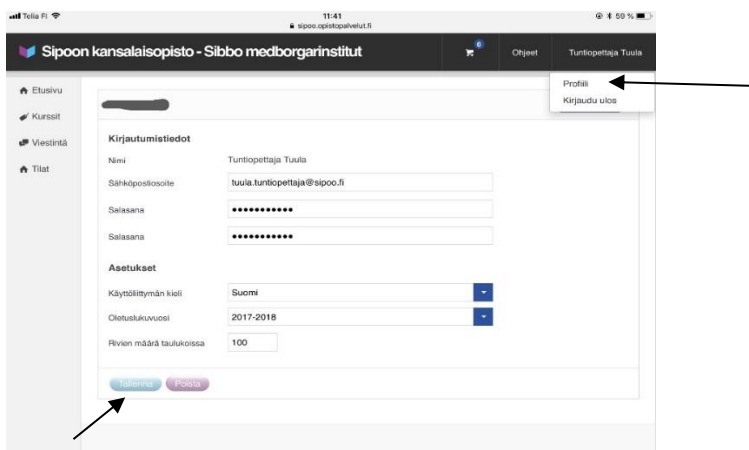 Telia FI 11:41 59 %
sipoo.opistopalvelut.fi
Sipoon kansalaisopisto - Sibbo medborgarinstitut 0 Ohjeet Tuntiopettaja Tuula
Profiili
Kirjaudu ulos
Etusivu
Kurssit
Viestintä
Tilat
Kirjautumistiedot
Nimi Tuntiopettaja Tuula
Sähköpostiosoite tuula.tuntiopettaja@sipoo.fi
Salasana •••••••••••
Salasana •••••••••••
Asetukset
Käyttöliittymän kieli Suomi
Oletuslukuvuosi 2017-2018
Rivien määrä taulukoissa 100
Tallenna Poista